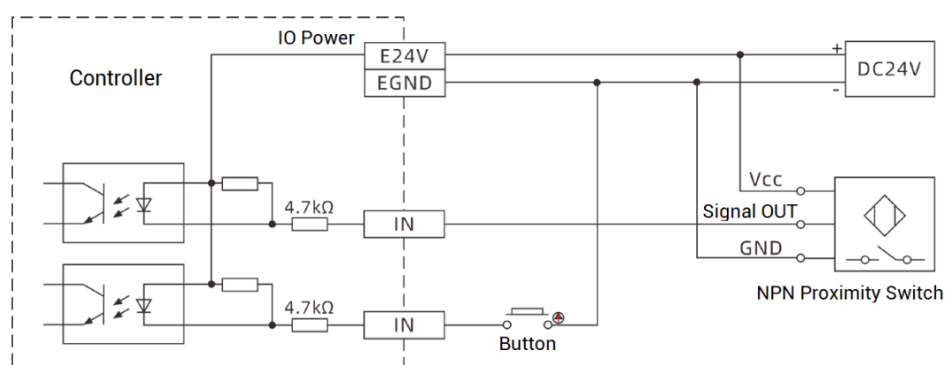 IO Power
E24V
EGND
+
-
DC24V
Controller
Vcc
4.7kΩ
IN
Signal OUT
GND
NPN Proximity Switch
4.7kΩ
IN
Button